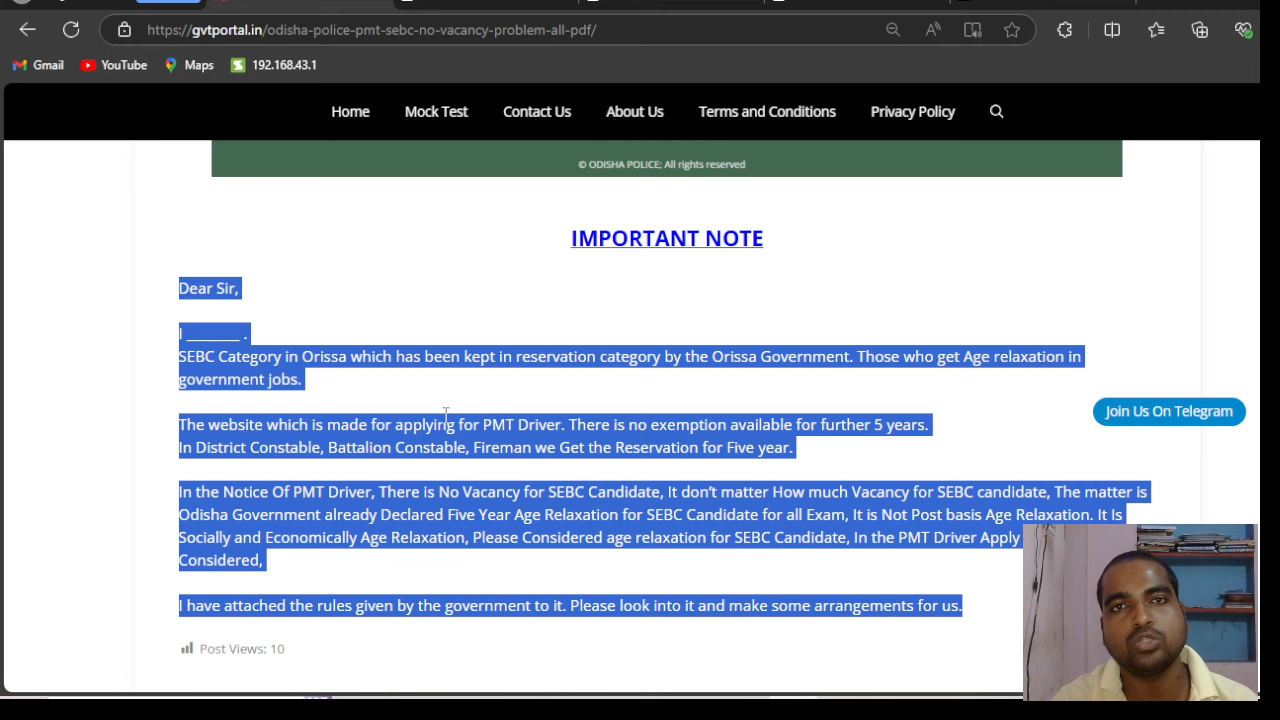 https://gvtportal.in/odisha-police-pmt-sebc-no-vacancy-problem-all-pdf/
Gmail YouTube Maps 192.168.43.1
Home Mock Test Contact Us About Us Terms and Conditions Privacy Policy
© ODISHA POLICE; All rights reserved
IMPORTANT NOTE
Dear Sir,
I ________ .
SEBC Category in Orissa which has been kept in reservation category by the Orissa Government. Those who get Age relaxation in
government jobs.
The website which is made for applying for PMT Driver. There is no exemption available for further 5 years.
In District Constable, Battalion Constable, Fireman we Get the Reservation for Five year.
In the Notice Of PMT Driver, There is No Vacancy for SEBC Candidate, It don't matter How much Vacancy for SEBC candidate, The matter is
Odisha Government already Declared Five Year Age Relaxation for SEBC Candidate for all Exam, It is Not Post basis Age Relaxation. It Is
Socially and Economically Age Relaxation, Please Considered age relaxation for SEBC Candidate, In the PMT Driver Apply
Considered,
I have attached the rules given by the government to it. Please look into it and make some arrangements for us.
Join Us On Telegram
Post Views: 10